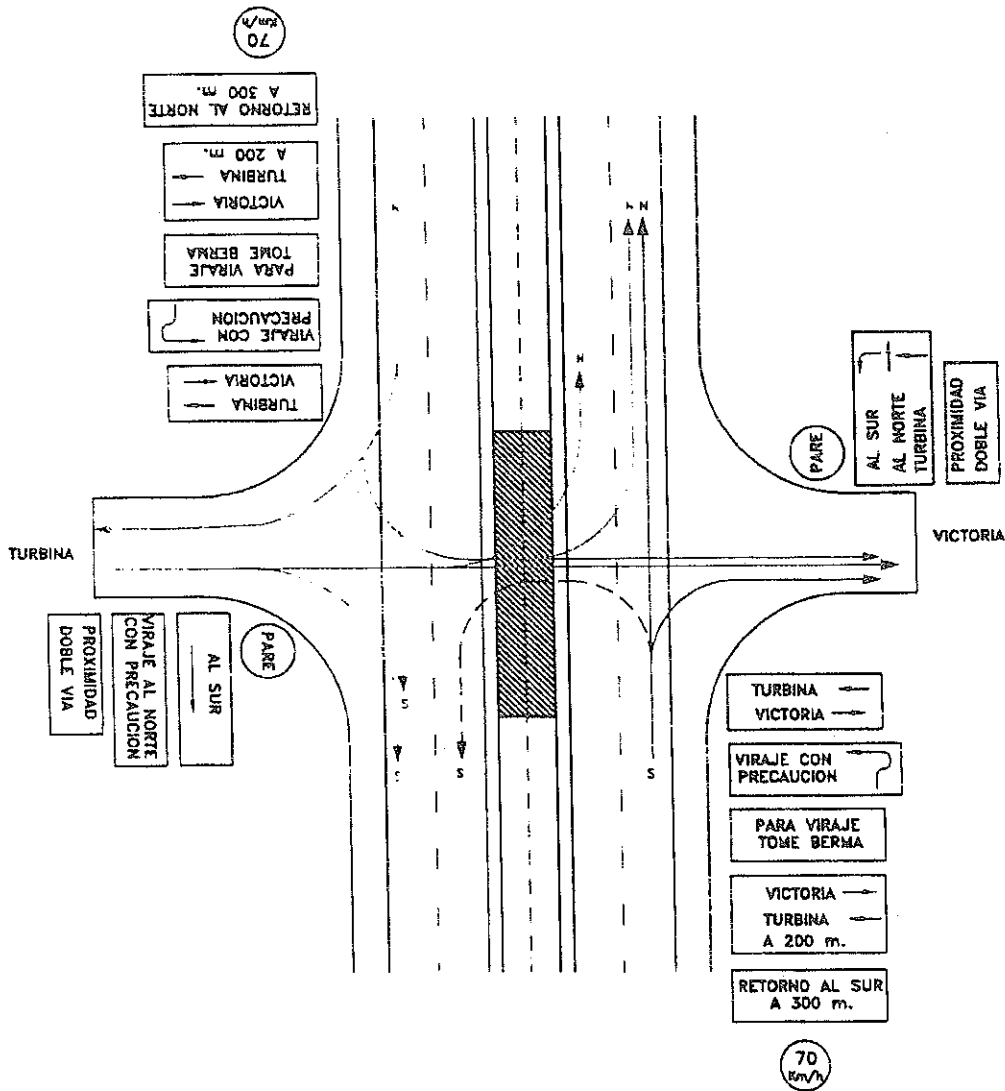 70
Km/h
RETORNO AL NORTE
A 300 m.
VICTORIA
TURBINA
A 200 m.
PARA VIRAJE
TOME BERMA
VIRAJE CON
PRECAUCION
TURBINA
VICTORIA
N
N
PARE
AL SUR
AL NORTE
TURBINA
PROXIMIDAD
DOBLE VIA
TURBINA
VICTORIA
PROXIMIDAD
DOBLE VIA
VIRAJE AL NORTE
CON PRECAUCION
AL SUR
PARE
S
S
S
S
TURBINA
VICTORIA
VIRAJE CON
PRECAUCION
PARA VIRAJE
TOME BERMA
VICTORIA
TURBINA
A 200 m.
RETORNO AL SUR
A 300 m.
70
Km/h